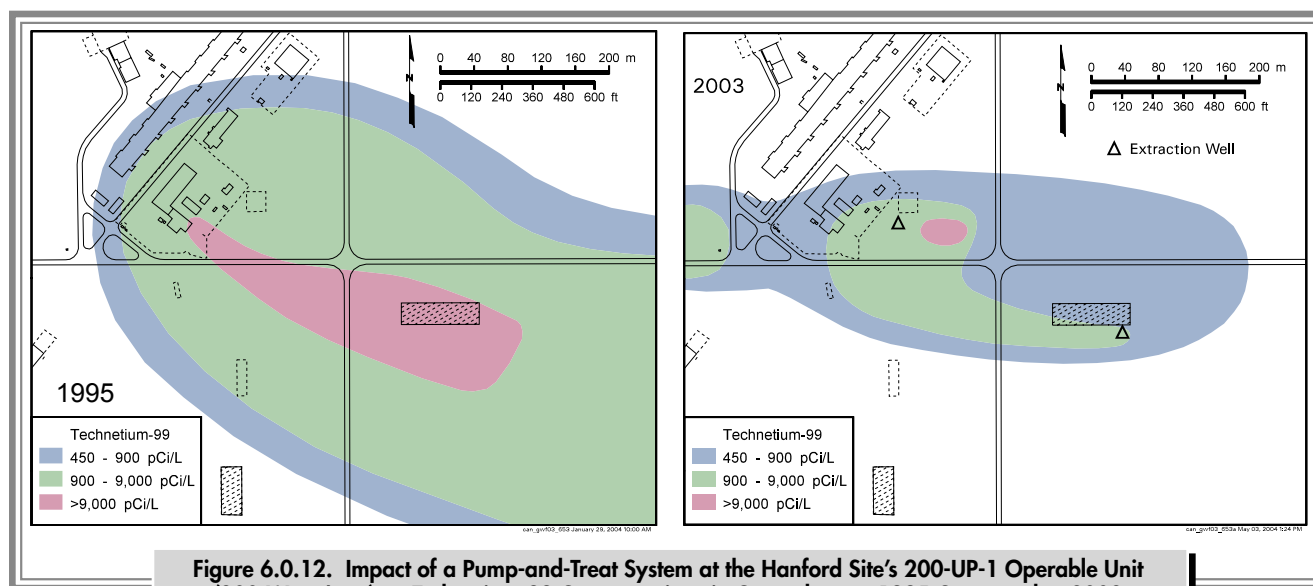 0 40 80 120 160 200 m
0 120 240 360 480 600 ft
N
1995
Technetium-99
450 - 900 pCi/L
900 - 9,000 pCi/L
>9,000 pCi/L
can_gwf03_653 January 29, 2004 10:00 AM
2003
0 40 80 120 160 200 m
0 120 240 360 480 600 ft
N
Extraction Well
Technetium-99
450 - 900 pCi/L
900 - 9,000 pCi/L
>9,000 pCi/L
can_gwf03_653a May 03, 2004 1:24 PM
Figure 6.0.12. Impact of a Pump-and-Treat System at the Hanford Site's 200-UP-1 Operable Unit